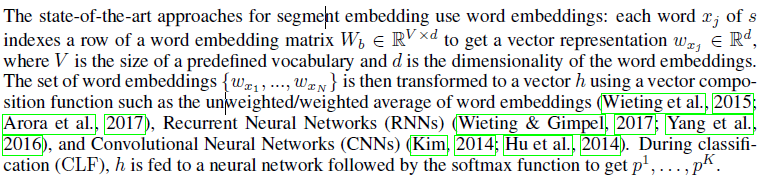 The state-of-the-art approaches for segment embedding use word embeddings: each word $x_j$ of $s$
indexes a row of a word embedding matrix $W_b \in \mathbb{R}^{V \times d}$ to get a vector representation $w_{x_j} \in \mathbb{R}^d$,
where $V$ is the size of a predefined vocabulary and $d$ is the dimensionality of the word embeddings.
The set of word embeddings $\{w_{x_1}, ..., w_{x_N}\}$ is then transformed to a vector $h$ using a vector compo-
sition function such as the unweighted/weighted average of word embeddings (Wieting et al., 2015;
Arora et al., 2017), Recurrent Neural Networks (RNNs) (Wieting & Gimpel, 2017; Yang et al.,
2016), and Convolutional Neural Networks (CNNs) (Kim, 2014; Hu et al., 2014). During classifi-
cation (CLF), $h$ is fed to a neural network followed by the softmax function to get $p^1, \ldots, p^K$.